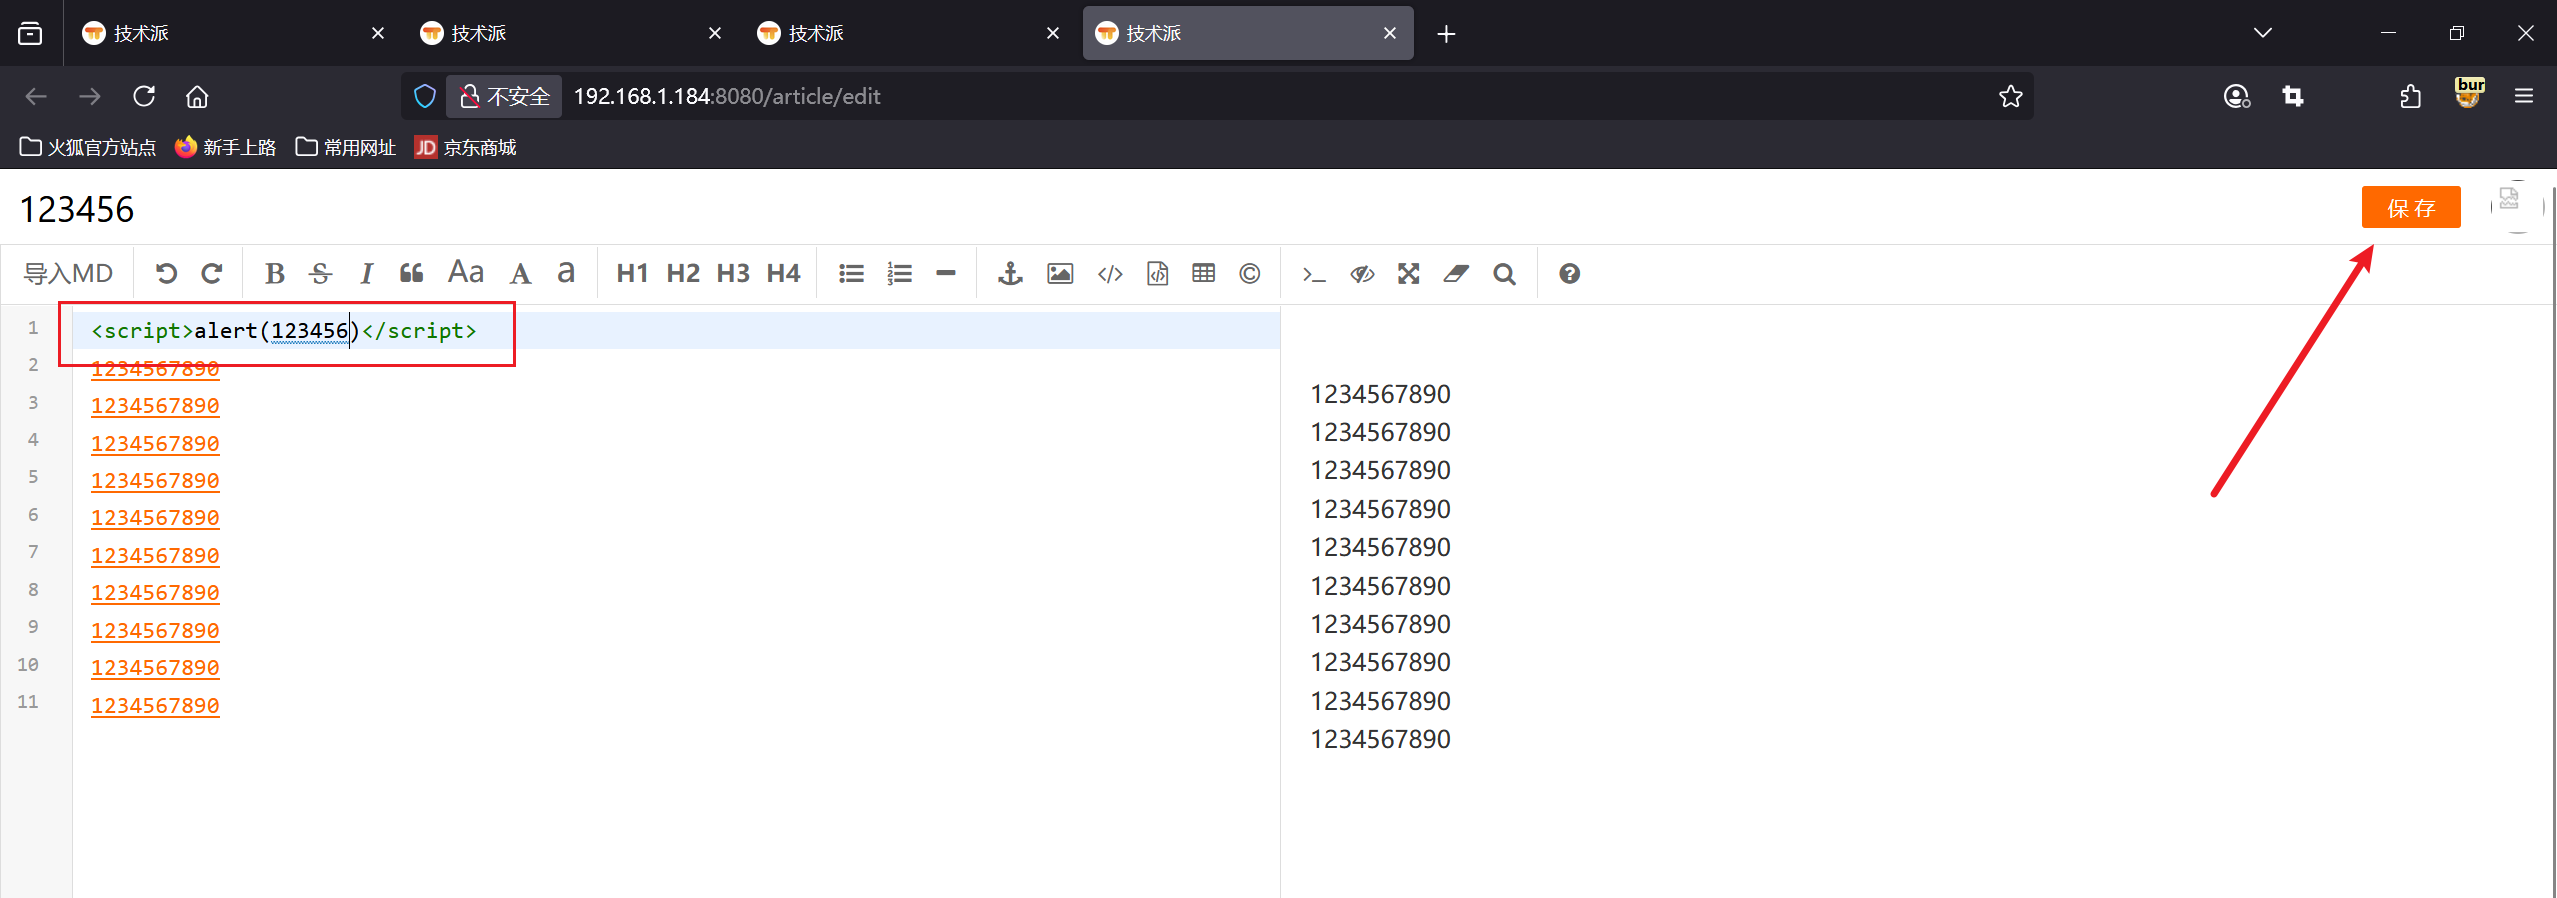 技术派
技术派
技术派
技术派
不安全 192.168.1.184:8080/article/edit
bur
火狐官方站点 新手上路 常用网址 JD 京东商城
123456
保存
导入MD B S I Aa A a H1 H2 H3 H4
1 <script>alert(123456)</script>
2 1234567890
3 1234567890
4 1234567890
5 1234567890
6 1234567890
7 1234567890
8 1234567890
9 1234567890
10 1234567890
11 1234567890
1234567890
1234567890
1234567890
1234567890
1234567890
1234567890
1234567890
1234567890
1234567890
1234567890